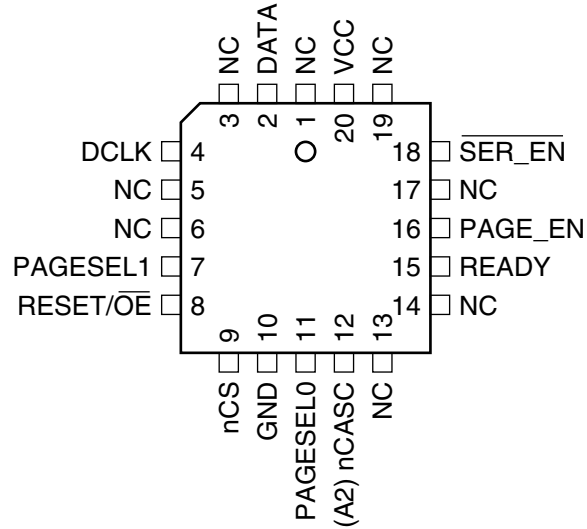 NC
DATA
NC
VCC
NC
3
2
1
20
19
DCLK 4
NC 5
NC 6
PAGESEL1 7
RESET/OE 8
18 SER_EN
17 NC
16 PAGE_EN
15 READY
14 NC
9
10
11
12
13
nCS
GND
PAGESEL0
(A2) nCASC
NC